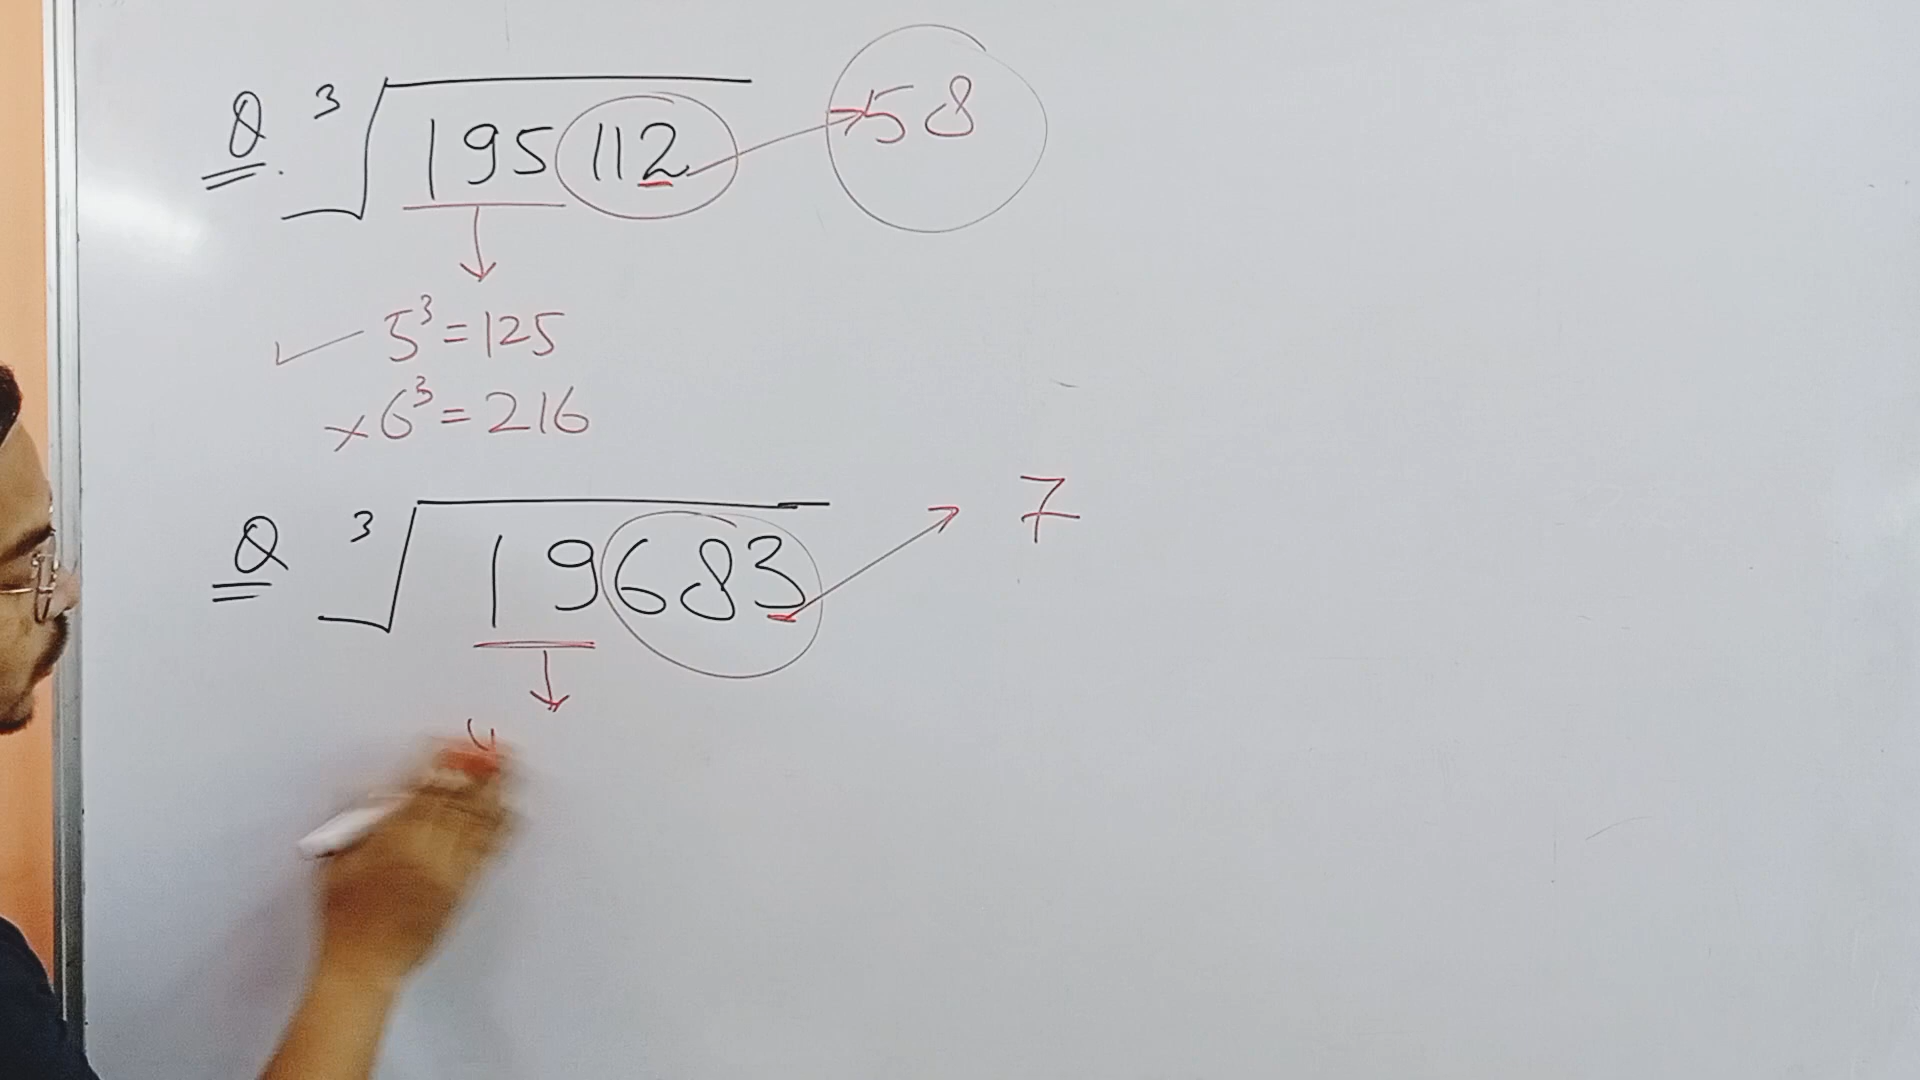 Q. ³√195112 → 58
✓ 5³ = 125
× 6³ = 216
Q ³√19683 → 7